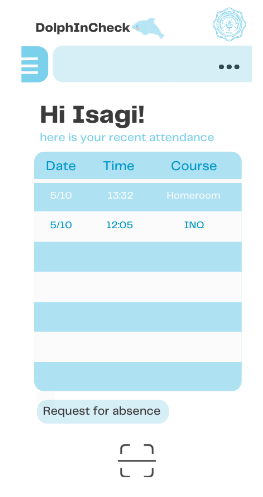 DolphInCheck
Hi Isagi!
here is your recent attendance
Date Time Course
5/10 13:32 Homeroom
5/10 12:05 INQ
Request for absence